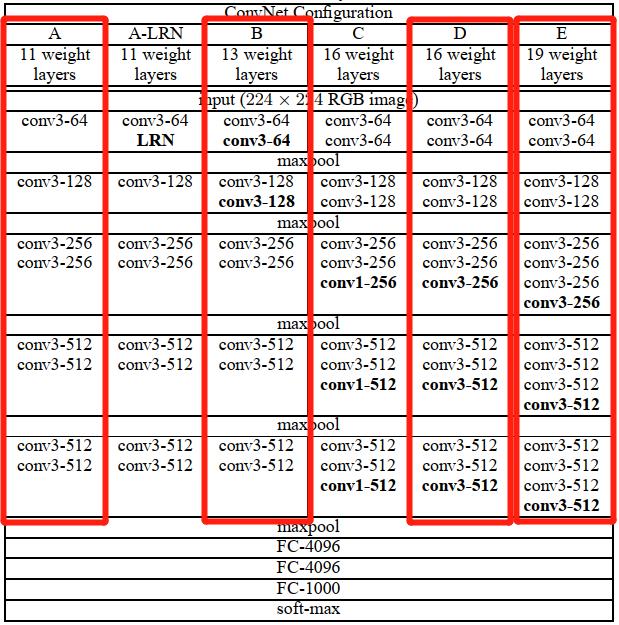 ConvNet Configuration
A A-LRN B C D E
11 weight 11 weight 13 weight 16 weight 16 weight 19 weight
layers layers layers layers layers layers
input (224 × 224 RGB image)
conv3-64 conv3-64 conv3-64 conv3-64 conv3-64 conv3-64
LRN conv3-64 conv3-64 conv3-64 conv3-64
maxpool
conv3-128 conv3-128 conv3-128 conv3-128 conv3-128 conv3-128
conv3-128 conv3-128 conv3-128 conv3-128
maxpool
conv3-256 conv3-256 conv3-256 conv3-256 conv3-256 conv3-256
conv3-256 conv3-256 conv3-256 conv3-256 conv3-256 conv3-256
conv1-256 conv3-256 conv3-256
conv3-256
maxpool
conv3-512 conv3-512 conv3-512 conv3-512 conv3-512 conv3-512
conv3-512 conv3-512 conv3-512 conv3-512 conv3-512 conv3-512
conv1-512 conv3-512 conv3-512
conv3-512
maxpool
conv3-512 conv3-512 conv3-512 conv3-512 conv3-512 conv3-512
conv3-512 conv3-512 conv3-512 conv3-512 conv3-512 conv3-512
conv1-512 conv3-512 conv3-512
conv3-512
maxpool
FC-4096
FC-4096
FC-1000
soft-max